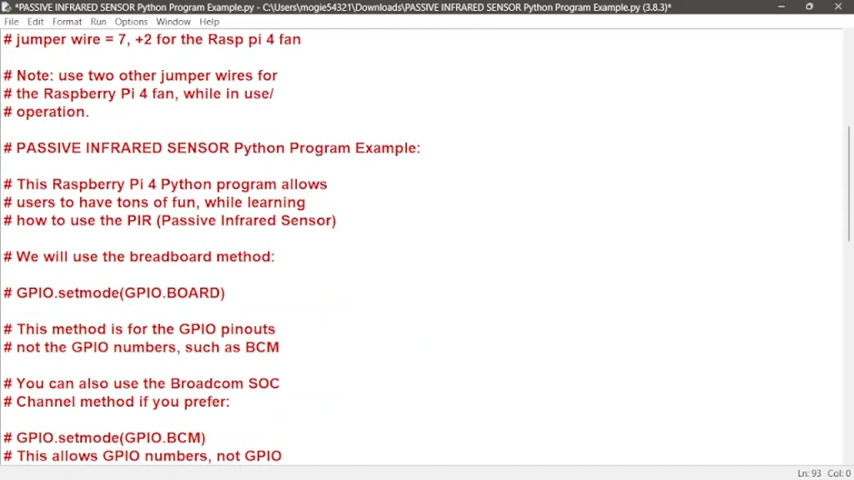 *PASSIVE INFRARED SENSOR Python Program Example.py - C:\Users\mogie54321\Downloads\PASSIVE INFRARED SENSOR Python Program Example.py (3.8.3)*
File Edit Format Run Options Window Help
# jumper wire = 7, +2 for the Rasp pi 4 fan
# Note: use two other jumper wires for
# the Raspberry Pi 4 fan, while in use/
# operation.
# PASSIVE INFRARED SENSOR Python Program Example:
# This Raspberry Pi 4 Python program allows
# users to have tons of fun, while learning
# how to use the PIR (Passive Infrared Sensor)
# We will use the breadboard method:
# GPIO.setmode(GPIO.BOARD)
# This method is for the GPIO pinouts
# not the GPIO numbers, such as BCM
# You can also use the Broadcom SOC
# Channel method if you prefer:
# GPIO.setmode(GPIO.BCM)
# This allows GPIO numbers, not GPIO
Ln: 93 Col: 0